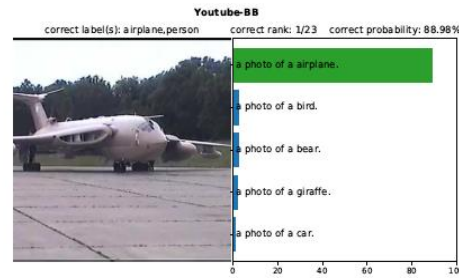 Youtube-BB
correct label(s): airplane,person correct rank: 1/23 correct probability: 88.98%
a photo of a airplane.
a photo of a bird.
a photo of a bear.
a photo of a giraffe.
a photo of a car.
0 20 40 60 80 100